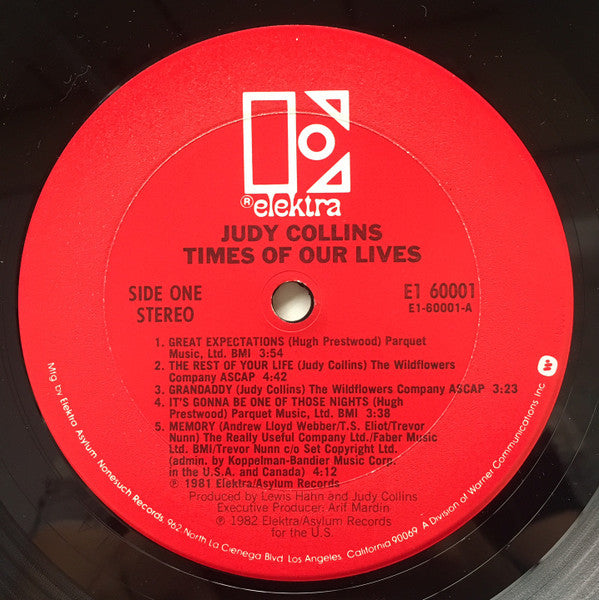 ® elektra
JUDY COLLINS
TIMES OF OUR LIVES
SIDE ONE
STEREO
E1 60001
E1-60001-A
1. GREAT EXPECTATIONS (Hugh Prestwood) Parquet
Music, Ltd. BMI 3:54
2. THE REST OF YOUR LIFE (Judy Collins) The Wildflowers
Company ASCAP 4:42
3. GRANDADDY (Judy Collins) The Wildflowers Company ASCAP 3:23
4. IT'S GONNA BE ONE OF THOSE NIGHTS (Hugh
Prestwood) Parquet Music, Ltd. BMI 3:38
5. MEMORY (Andrew Lloyd Webber/T.S. Eliot/Trevor
Nunn) The Really Useful Company Ltd./Faber Music
Ltd. BMI/Trevor Nunn c/o Set Copyright Ltd.
(admin. by Koppelman-Bandier Music Corp.
in the U.S.A. and Canada) 4:12
℗ 1981 Elektra/Asylum Records
Produced by Lewis Hahn and Judy Collins
Executive Producer: Arif Mardin
℗ 1982 Elektra/Asylum Records
for the U.S.
Mfg. by Elektra Asylum Nonesuch Records, 962 North La Cienega Blvd. Los Angeles, California 90069 A Division of Warner Communications Inc.